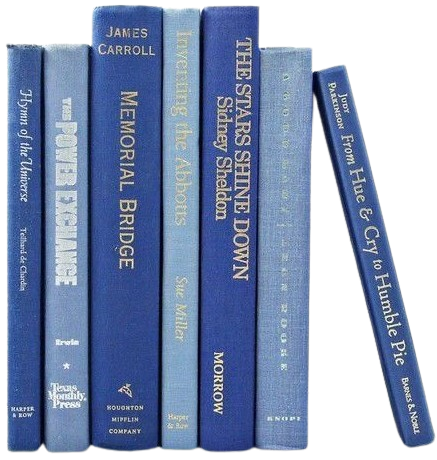 Hymn of the Universe
Teilhard de Chardin
HARPER
& ROW
THE
POWER EXCHANGE
Erwin
Texas
Monthly
Press
JAMES
CARROLL
MEMORIAL BRIDGE
HOUGHTON
MIFFLIN
COMPANY
Inventing the Abbotts
Sue Miller
Harper
& Row
THE STARS SHINE DOWN
Sidney Sheldon
MORROW
KNOPF
JUDY
PARKINSON
From Hue & Cry to Humble Pie
BARNES & NOBLE